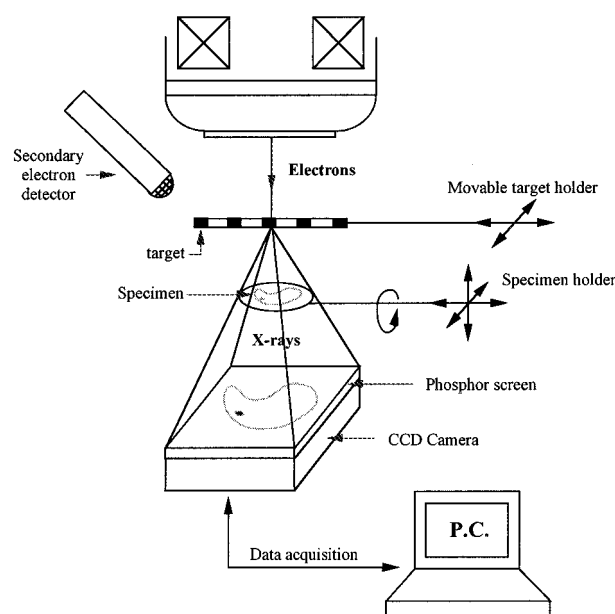 Electrons
Secondary
electron
detector
Movable target holder
target
Specimen
Specimen holder
X-rays
Phosphor screen
CCD Camera
P.C.
Data acquisition